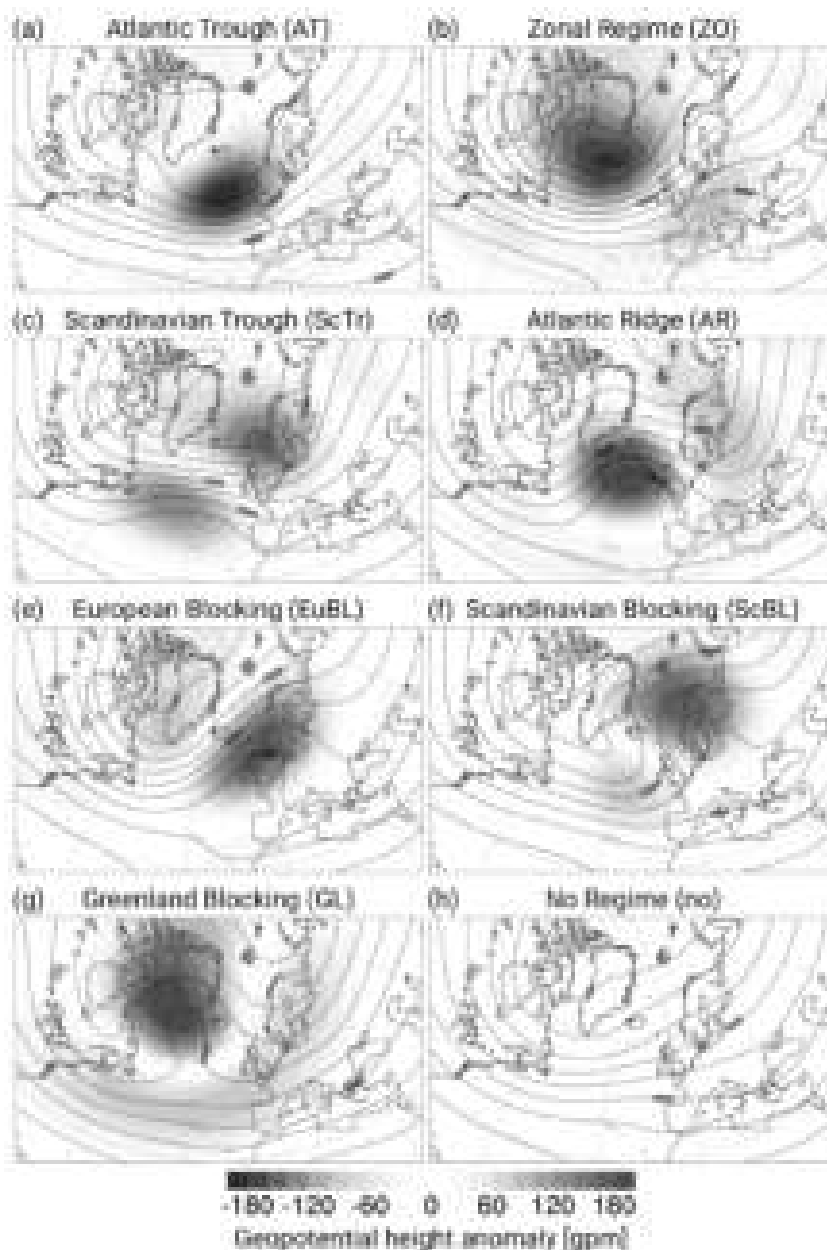 (a) Atlantic Trough (AT)
(b) Zonal Regime (ZO)
(c) Scandinavian Trough (ScTr)
(d) Atlantic Ridge (AR)
(e) European Blocking (EuBL)
(f) Scandinavian Blocking (ScBL)
(g) Greenland Blocking (GL)
(h) No Regime (no)
-180 -120 -60 0 60 120 180
Geopotential height anomaly [gpm]